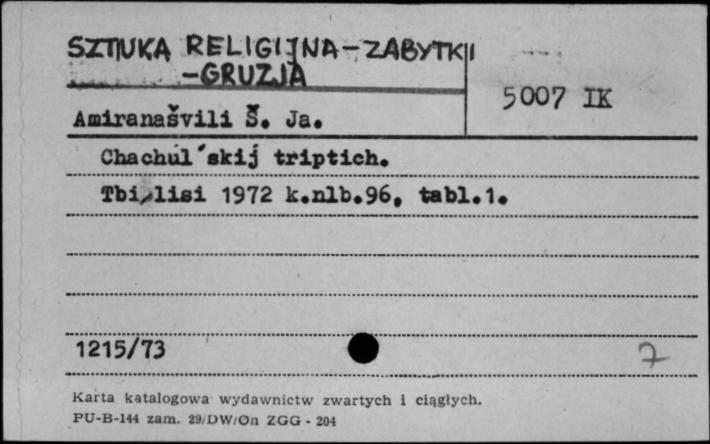 SZTUKA RELIGIJNA-ZABYTKI
-GRUZJA
5007 IK
Amiranašvili Š. Ja.
Chachul´skij triptich.
Tbilisi 1972 k.nlb.96, tabl.1.
1215/73
7
Karta katalogowa wydawnictw zwartych i ciągłych.
PU-B-144 zam. 29/DW/On ZGG - 204